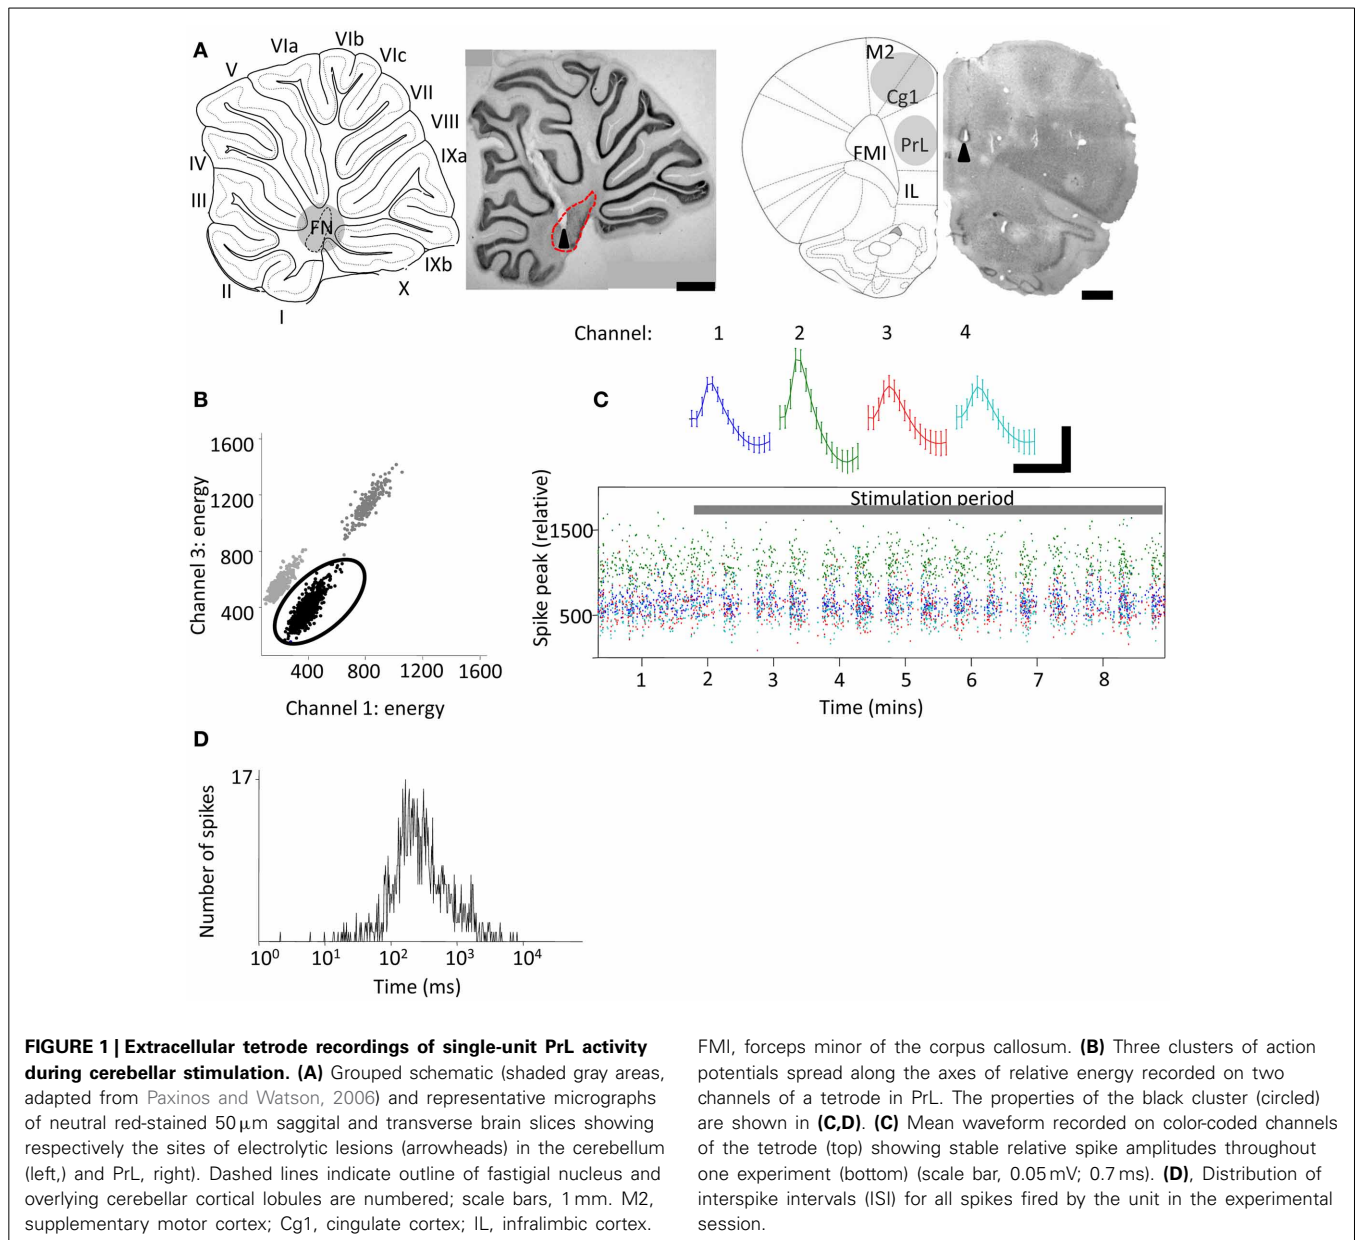 A
VIa
VIb
VIc
V
VII
VIII
IXa
IV
III
FN
IXb
X
II
I
M2
Cg1
PrL
FMI
IL
Channel:
1
2
3
4
B
1600
1200
800
400
Channel 3: energy
400
800
1200
1600
Channel 1: energy
C
Stimulation period
1500
500
Spike peak (relative)
1
2
3
4
5
6
7
8
Time (mins)
D
17
Number of spikes
10⁰
10¹
10²
10³
10⁴
Time (ms)
FIGURE 1 | Extracellular tetrode recordings of single-unit PrL activity
during cerebellar stimulation. (A) Grouped schematic (shaded gray areas,
adapted from Paxinos and Watson, 2006) and representative micrographs
of neutral red-stained 50 μm saggital and transverse brain slices showing
respectively the sites of electrolytic lesions (arrowheads) in the cerebellum
(left,) and PrL, right). Dashed lines indicate outline of fastigial nucleus and
overlying cerebellar cortical lobules are numbered; scale bars, 1 mm. M2,
supplementary motor cortex; Cg1, cingulate cortex; IL, infralimbic cortex.
FMI, forceps minor of the corpus callosum. (B) Three clusters of action
potentials spread along the axes of relative energy recorded on two
channels of a tetrode in PrL. The properties of the black cluster (circled)
are shown in (C,D). (C) Mean waveform recorded on color-coded channels
of the tetrode (top) showing stable relative spike amplitudes throughout
one experiment (bottom) (scale bar, 0.05 mV; 0.7 ms). (D), Distribution of
interspike intervals (ISI) for all spikes fired by the unit in the experimental
session.